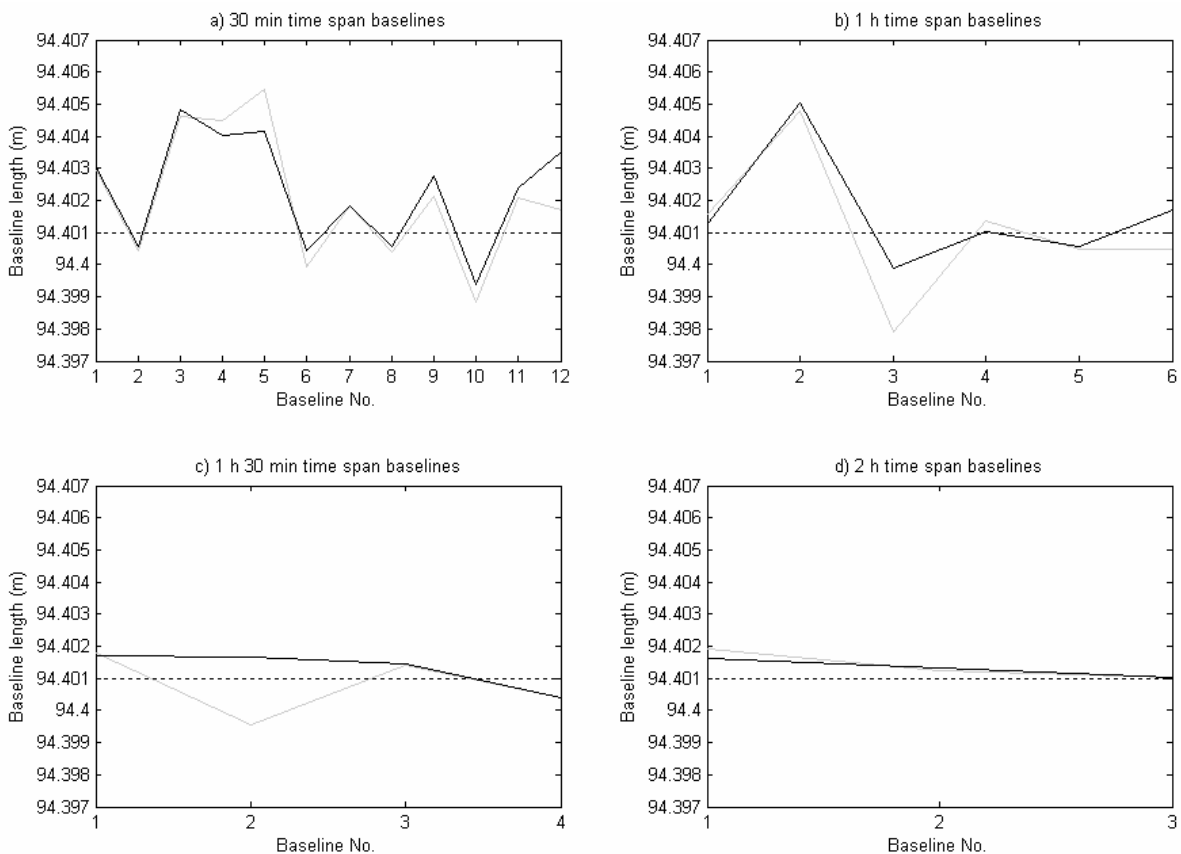 a) 30 min time span baselines
94.407
94.406
94.405
94.404
94.403
94.402
94.401
94.4
94.399
94.398
94.397
Baseline length (m)
1 2 3 4 5 6 7 8 9 10 11 12
Baseline No.
b) 1 h time span baselines
94.407
94.406
94.405
94.404
94.403
94.402
94.401
94.4
94.399
94.398
94.397
Baseline length (m)
1 2 3 4 5 6
Baseline No.
c) 1 h 30 min time span baselines
94.407
94.406
94.405
94.404
94.403
94.402
94.401
94.4
94.399
94.398
94.397
Baseline length (m)
1 2 3 4
Baseline No.
d) 2 h time span baselines
94.407
94.406
94.405
94.404
94.403
94.402
94.401
94.4
94.399
94.398
94.397
Baseline length (m)
1 2 3
Baseline No.